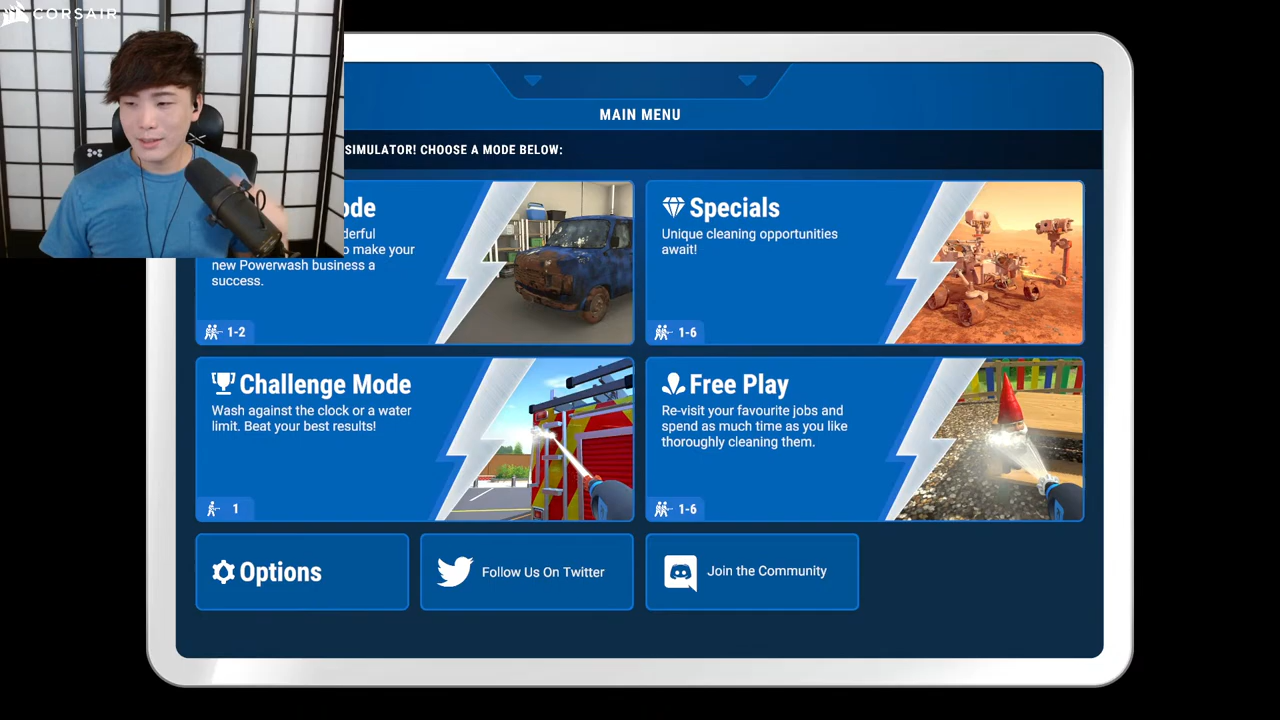 CORSAIR
MAIN MENU
SIMULATOR! CHOOSE A MODE BELOW:
ode
derful
o make your
new Powerwash business a
success.
1-2
Specials
Unique cleaning opportunities
await!
1-6
Challenge Mode
Wash against the clock or a water
limit. Beat your best results!
1
Free Play
Re-visit your favourite jobs and
spend as much time as you like
thoroughly cleaning them.
1-6
Options
Follow Us On Twitter
Join the Community